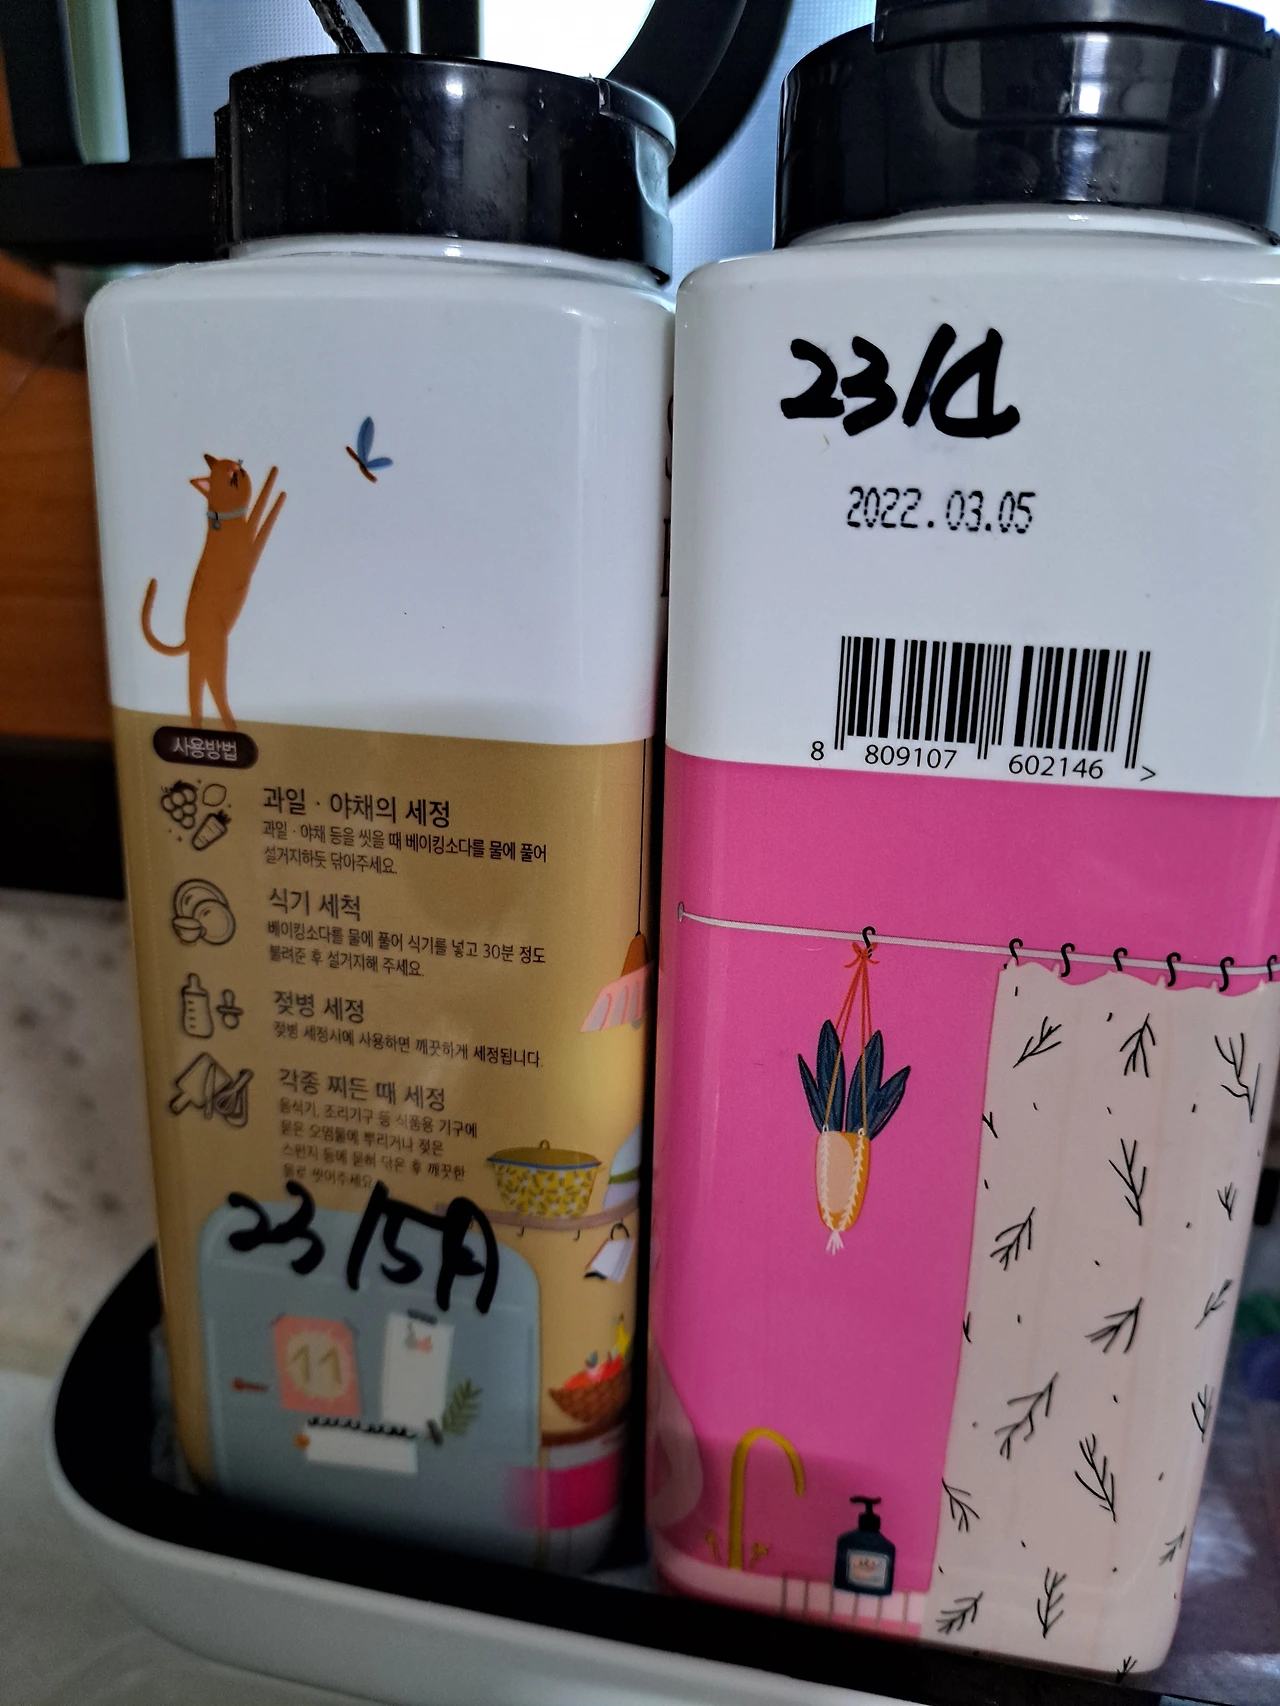 사용방법
과일 · 야채의 세정
과일 · 야채 등을 씻을 때 베이킹소다를 물에 풀어
설거지하듯 닦아주세요.
식기 세척
베이킹소다를 물에 풀어 식기를 넣고 30분 정도
불려준 후 설거지해 주세요.
젖병 세정
젖병 세정시에 사용하면 깨끗하게 세정됩니다.
각종 찌든 때 세정
음식기, 조리기구 등 식품용 기구에
묻은 오염물에 뿌리거나 젖은
스펀지 등에 묻혀 닦은 후 깨끗한
물로 씻어주세요.
23/5A
11
23/
2022.03.05
8 809107 602146 >